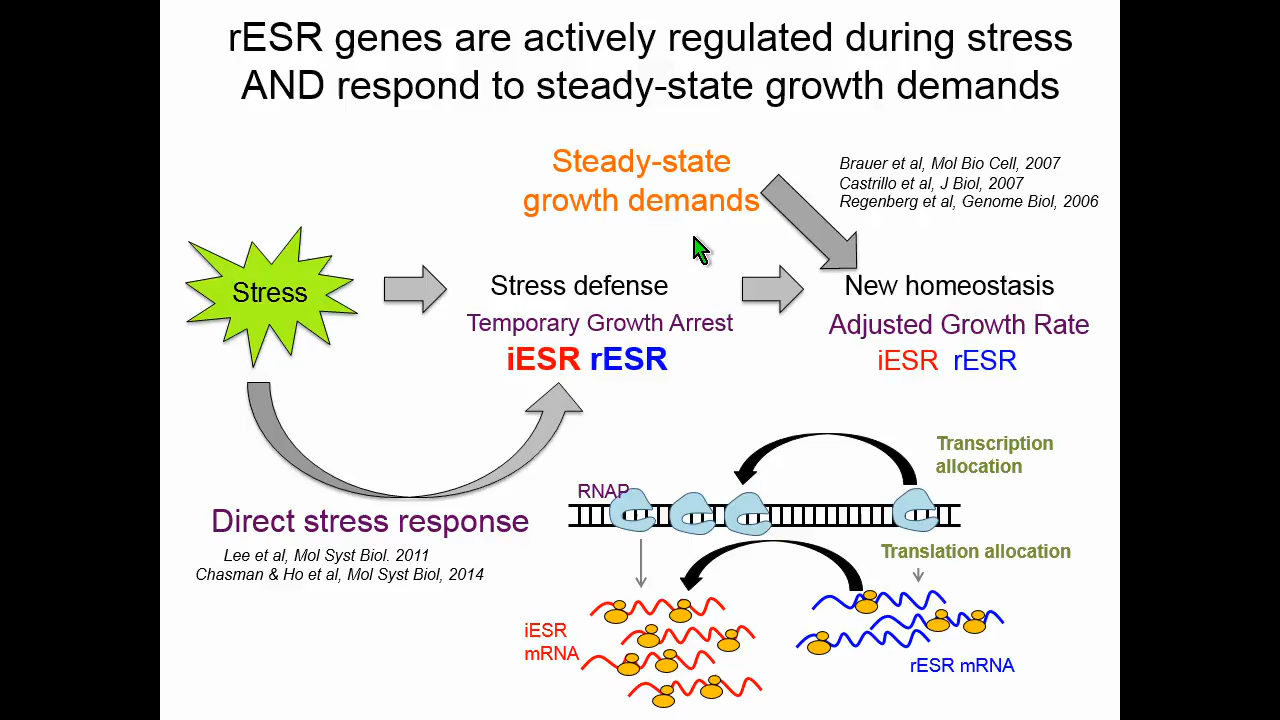 rESR genes are actively regulated during stress
AND respond to steady-state growth demands
Steady-state
growth demands
Brauer et al, Mol Bio Cell, 2007
Castrillo et al, J Biol, 2007
Regenberg et al, Genome Biol, 2006
Stress
Stress defense
Temporary Growth Arrest
iESR rESR
New homeostasis
Adjusted Growth Rate
iESR rESR
Direct stress response
Lee et al, Mol Syst Biol. 2011
Chasman & Ho et al, Mol Syst Biol, 2014
Transcription
allocation
RNAP
Translation allocation
iESR
mRNA
rESR mRNA